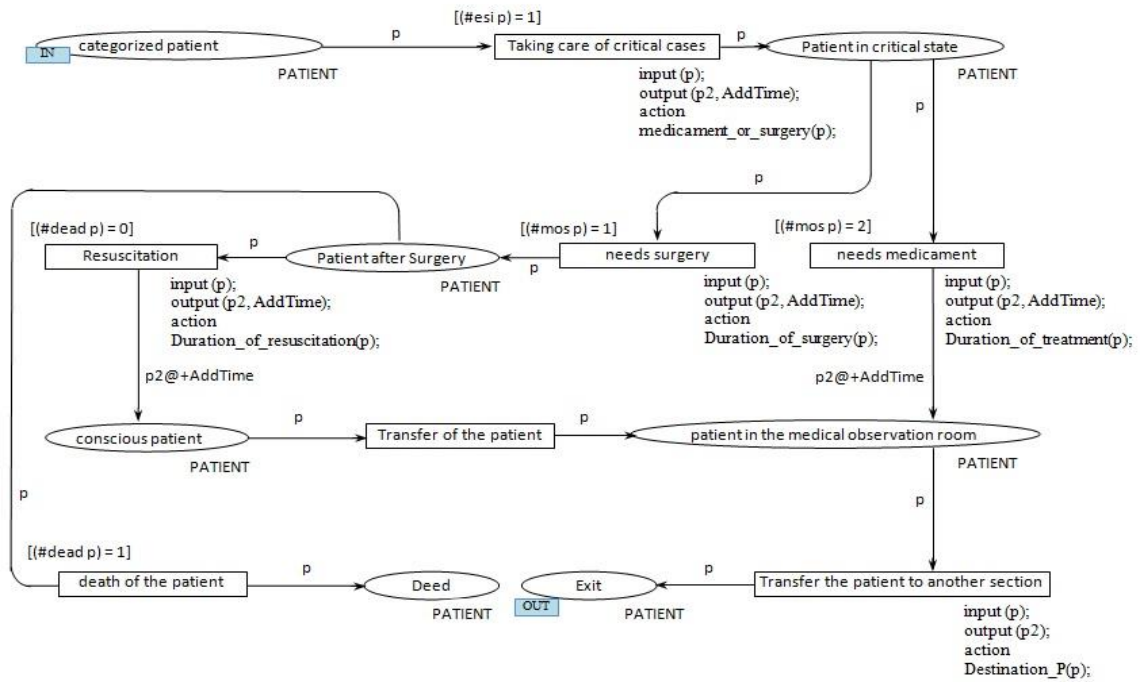 [(#esi p) = 1]
p
p
categorized patient
IN
PATIENT
Taking care of critical cases
Patient in critical state
PATIENT
input (p);
output (p2, AddTime);
action
medicament_or_surgery(p);
p
p
[(#dead p) = 0]
[(#mos p) = 1]
[(#mos p) = 2]
Resuscitation
p
Patient after Surgery
PATIENT
p
needs surgery
needs medicament
input (p);
output (p2, AddTime);
action
Duration_of_resuscitation(p);
input (p);
output (p2, AddTime);
action
Duration_of_surgery(p);
input (p);
output (p2, AddTime);
action
Duration_of_treatment(p);
p2@+AddTime
p2@+AddTime
conscious patient
PATIENT
p
Transfer of the patient
p
patient in the medical observation room
PATIENT
p
p
[(#dead p) = 1]
death of the patient
p
Deed
PATIENT
Exit
OUT
PATIENT
p
Transfer the patient to another section
input (p);
output (p2);
action
Destination_P(p);